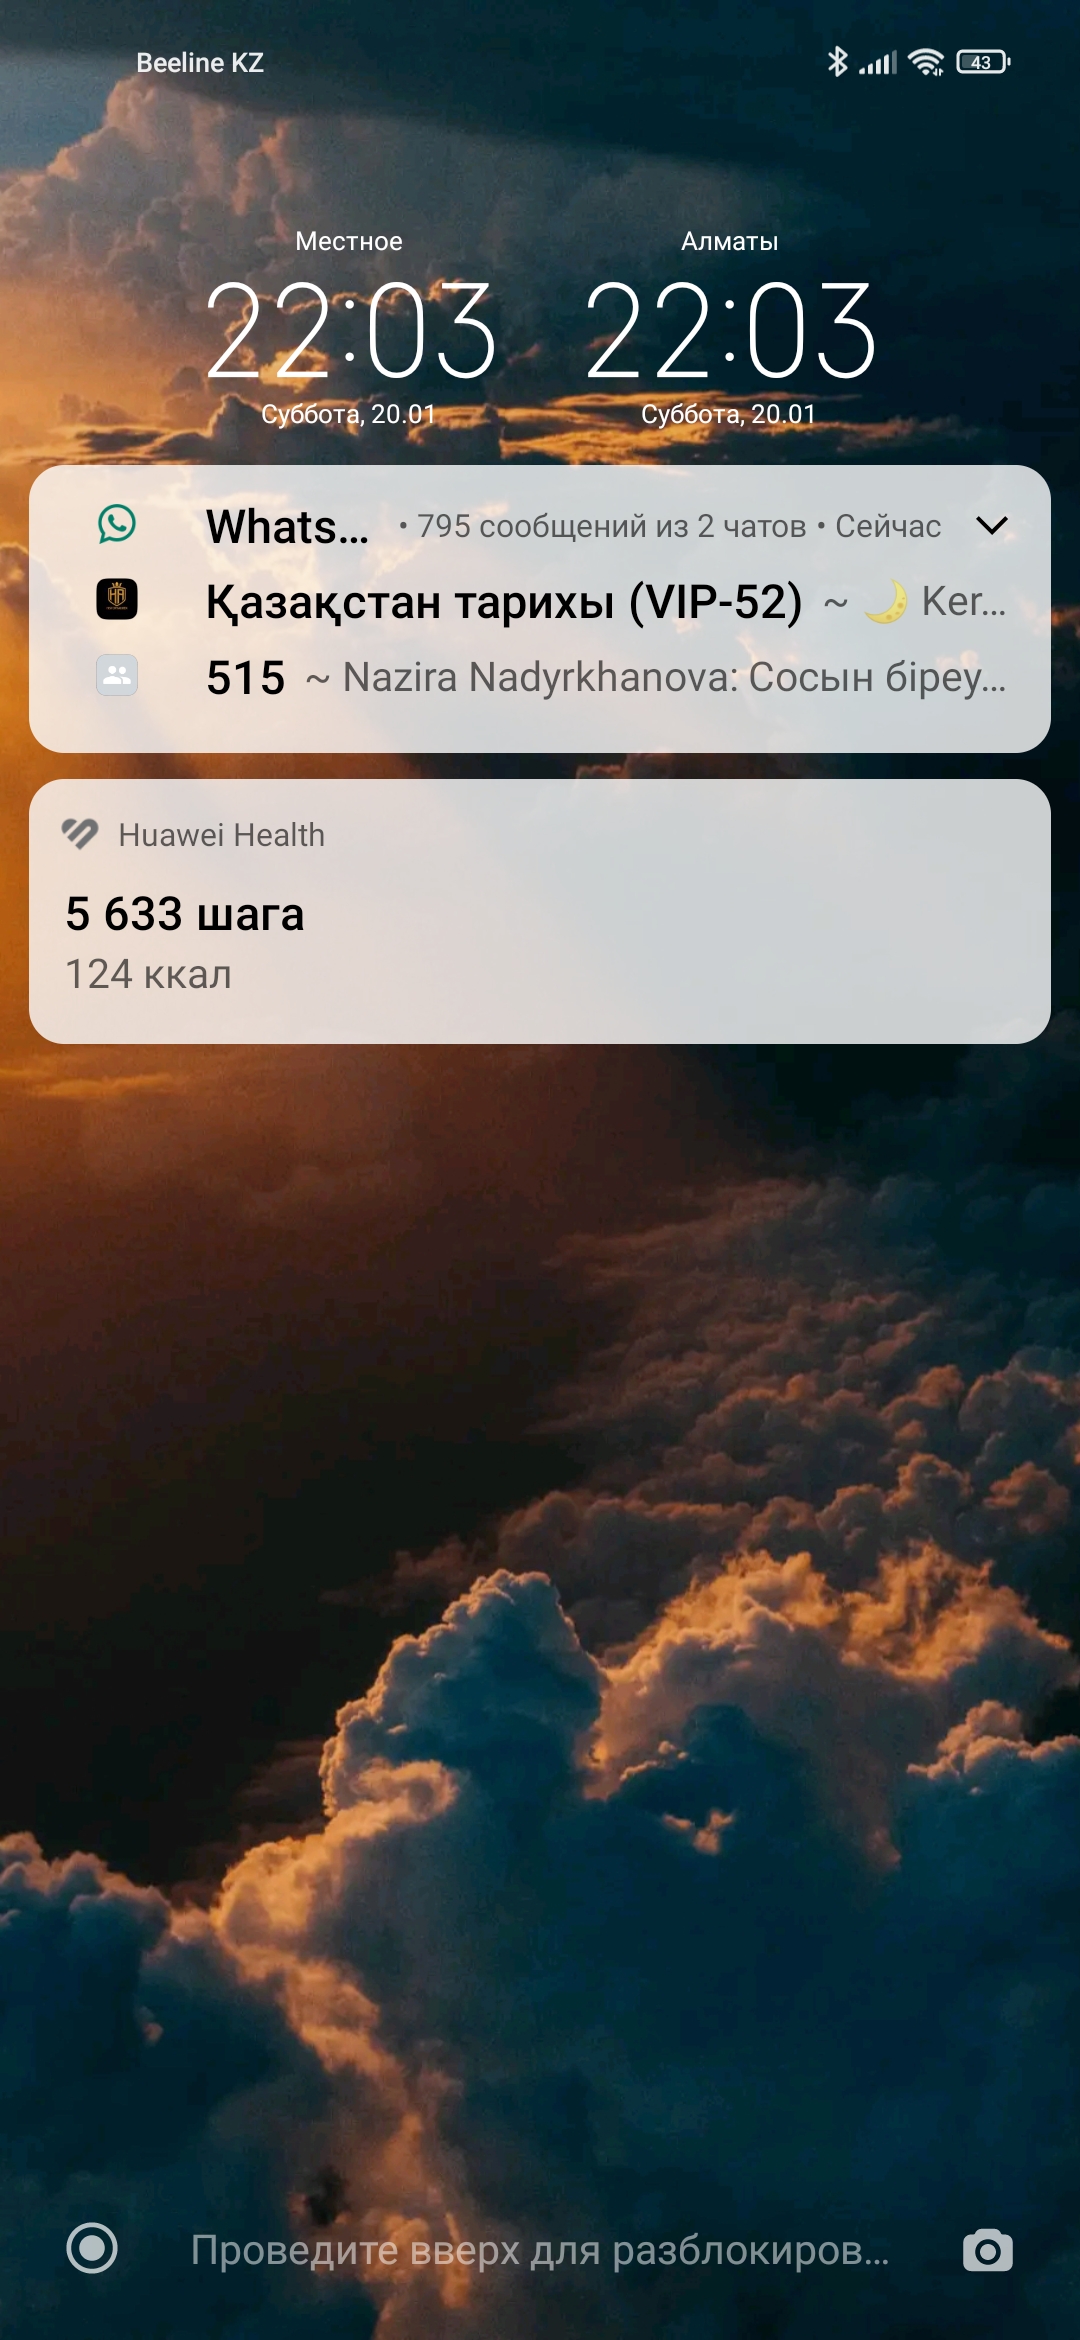 Beeline KZ
43
Местное
Алматы
22:03
22:03
Суббота, 20.01
Суббота, 20.01
Whats... • 795 сообщений из 2 чатов • Сейчас
Қазақстан тарихы (VIP-52) ~ 🌙 Ker...
515 ~ Nazira Nadyrkhanova: Сосын біреу...
Huawei Health
5 633 шага
124 ккал
Проведите вверх для разблокиров...